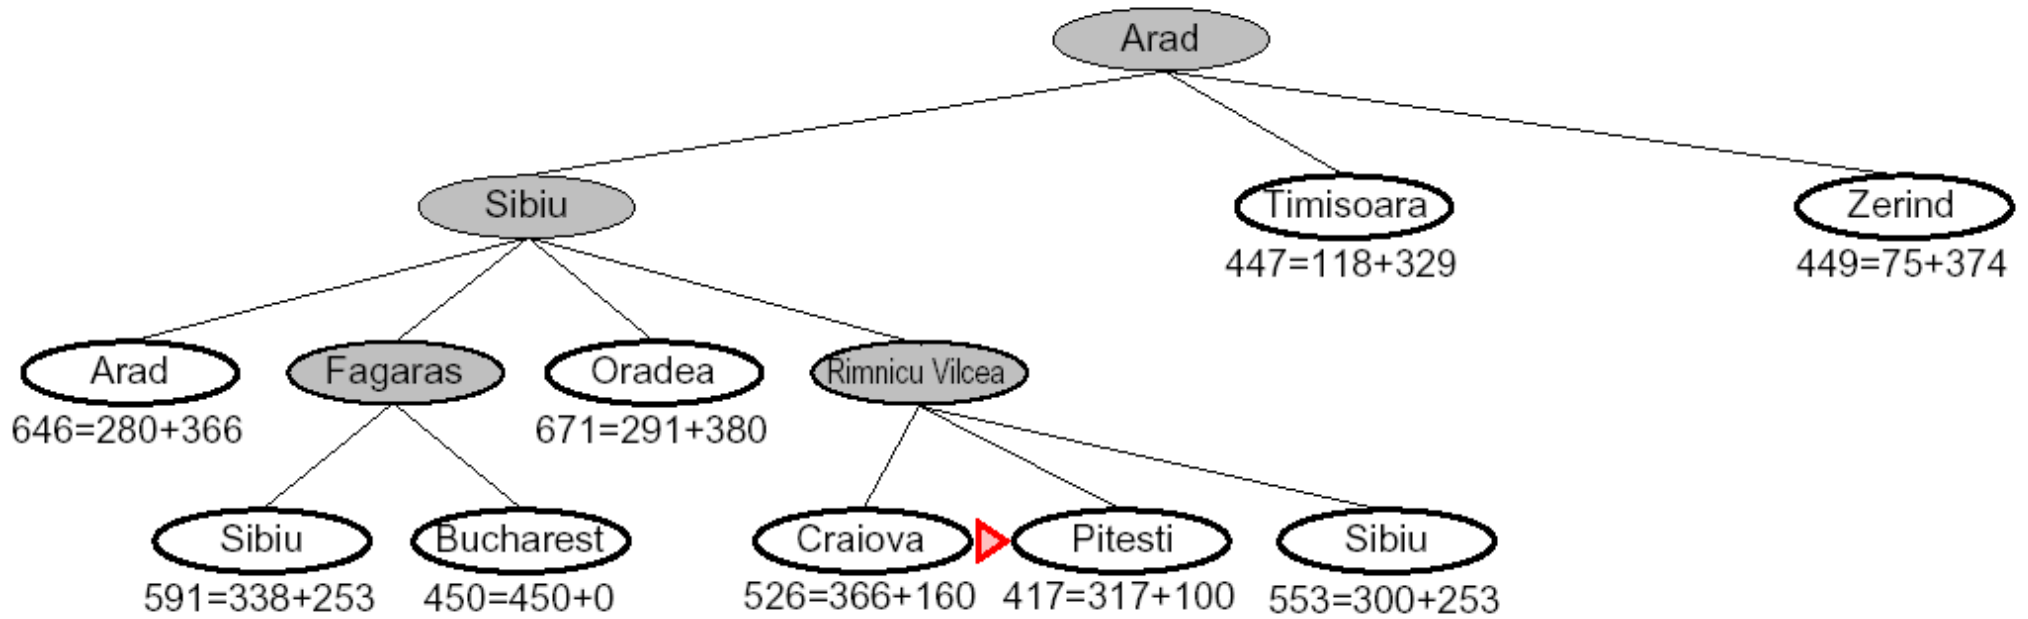 Arad
Sibiu
Timisoara
Zerind
447=118+329
449=75+374
Arad
Fagaras
Oradea
Rimnicu Vilcea
646=280+366
671=291+380
Sibiu
Bucharest
Craiova
Pitesti
Sibiu
591=338+253
450=450+0
526=366+160
417=317+100
553=300+253